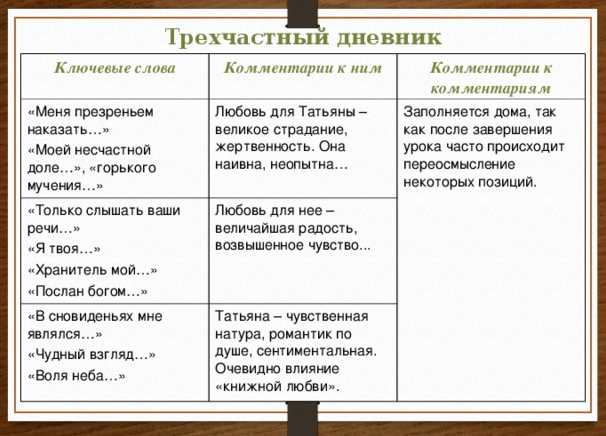 Трехчастный дневник
Ключевые слова
Комментарии к ним
Комментарии к
комментариям
«Меня презреньем
наказать…»
«Моей несчастной
доле…», «горького
мучения…»
Любовь для Татьяны –
великое страдание,
жертвенность. Она
наивна, неопытна…
Заполняется дома, так
как после завершения
урока часто происходит
переосмысление
некоторых позиций.
«Только слышать ваши
речи…»
«Я твоя…»
«Хранитель мой…»
«Послан богом…»
Любовь для нее –
величайшая радость,
возвышенное чувство...
«В сновиденьях мне
являлся…»
«Чудный взгляд…»
«Воля неба…»
Татьяна – чувственная
натура, романтик по
душе, сентиментальная.
Очевидно влияние
«книжной любви».